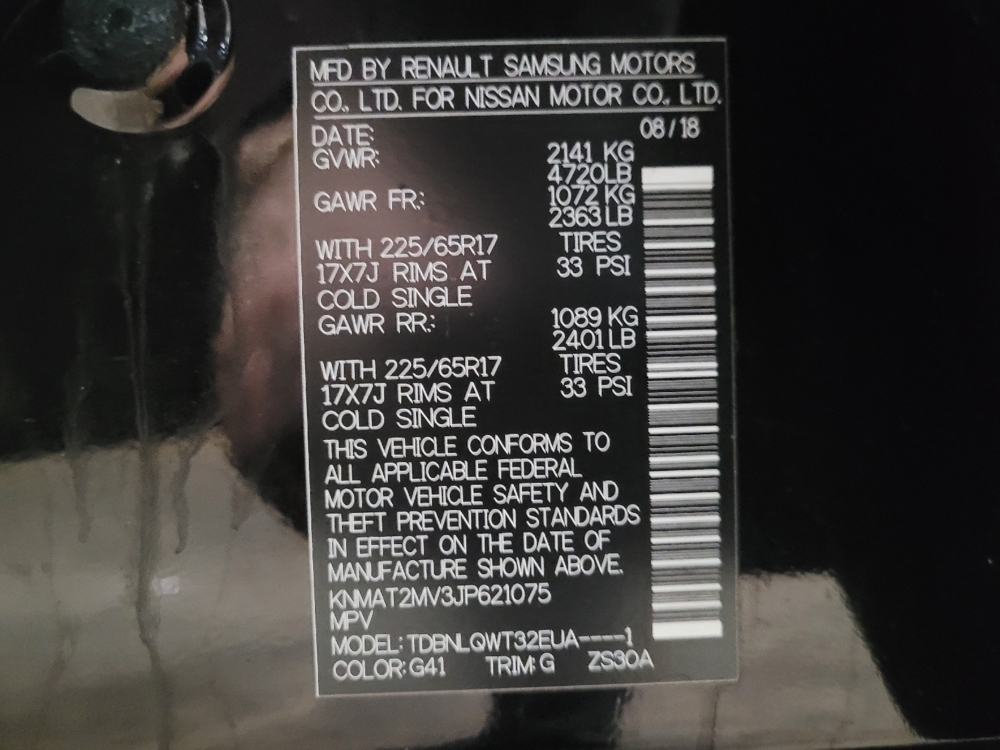 MFD BY RENAULT SAMSUNG MOTORS
CO., LTD. FOR NISSAN MOTOR CO., LTD.
DATE: 08/18
GVWR: 2141 KG
4720LB
GAWR FR.: 1072 KG
2363LB
WITH 225/65R17 TIRES
17X7J RIMS AT 33 PSI
COLD SINGLE
GAWR RR.: 1089 KG
2401LB
WITH 225/65R17 TIRES
17X7J RIMS AT 33 PSI
COLD SINGLE
THIS VEHICLE CONFORMS TO
ALL APPLICABLE FEDERAL
MOTOR VEHICLE SAFETY AND
THEFT PREVENTION STANDARDS
IN EFFECT ON THE DATE OF
MANUFACTURE SHOWN ABOVE.
KNMAT2MV3JP621075
MPV
MODEL: TDBNLQWT32EUA----1
COLOR: G41 TRIM: G ZS30A